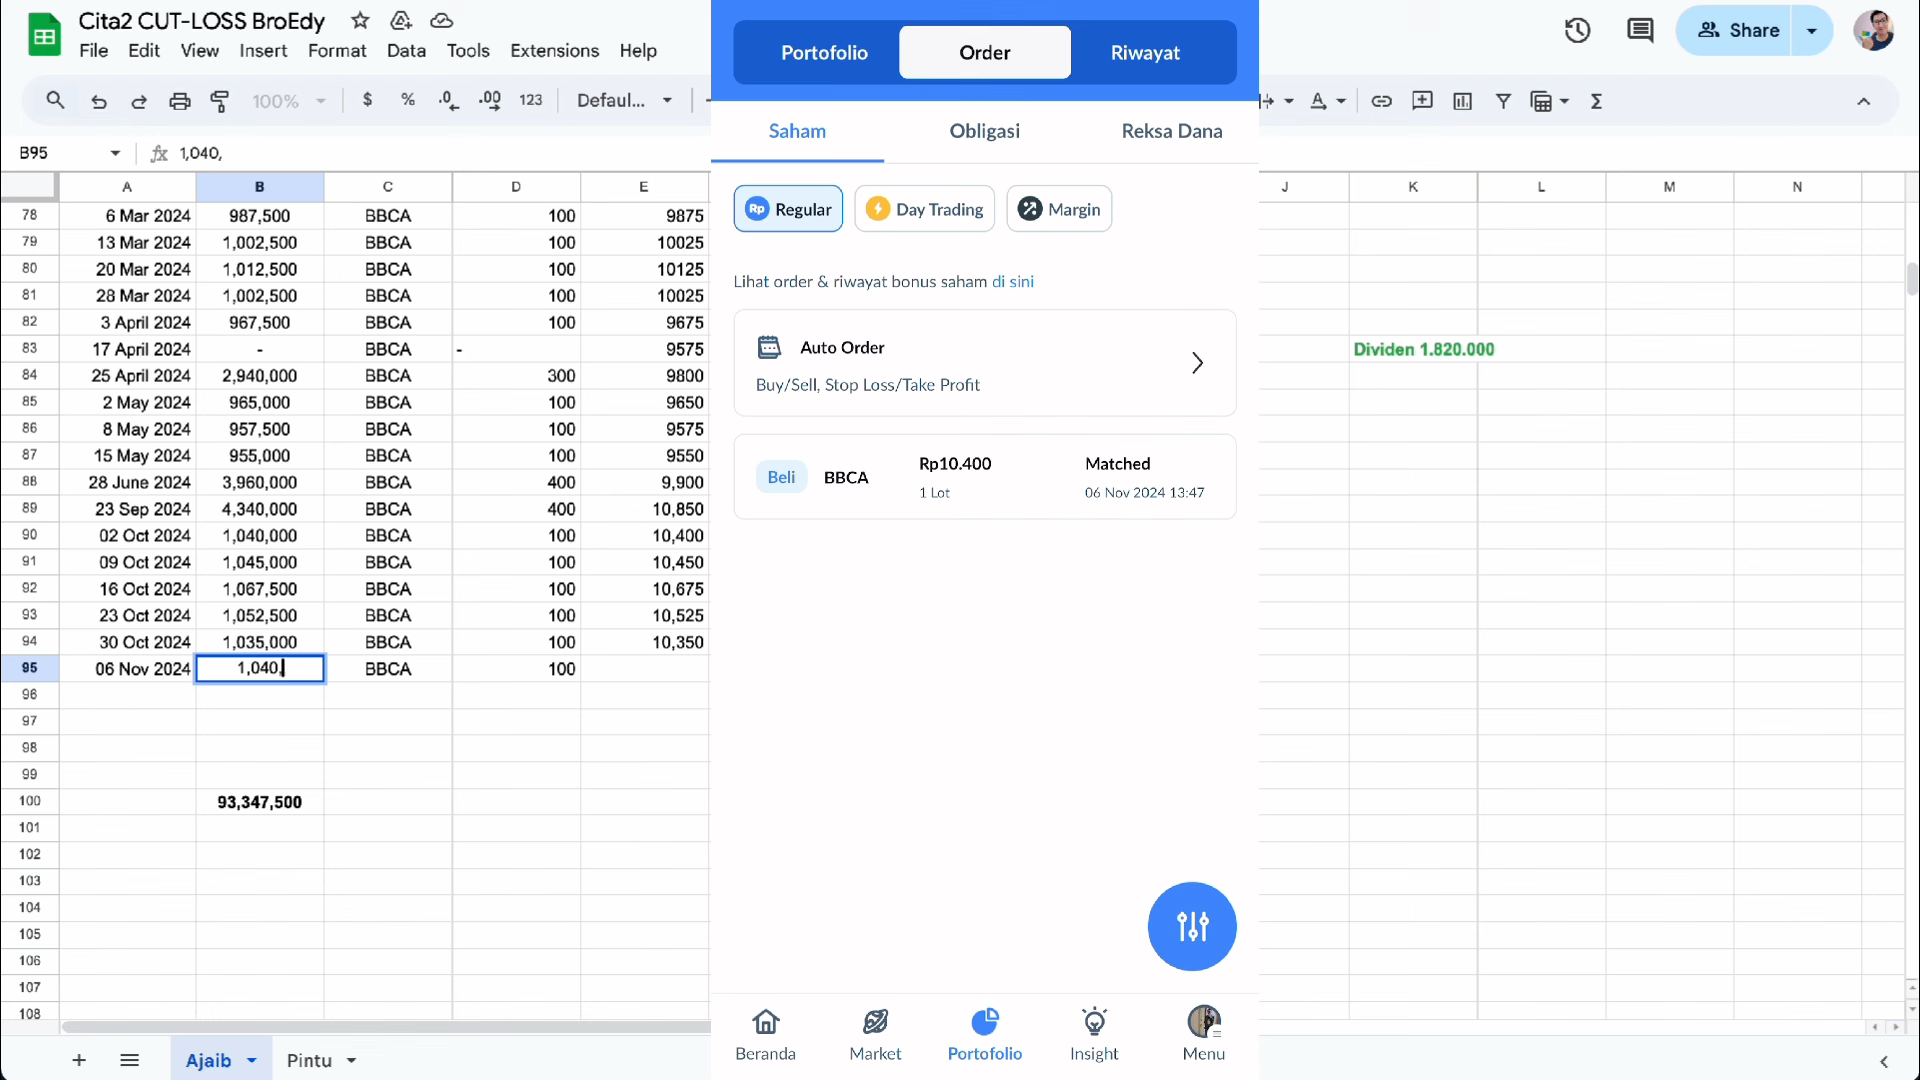 Cita2 CUT-LOSS BroEdy
File Edit View Insert Format Data Tools Extensions Help
Share
100% $ % .0 .00 123 Defaul...
B95 fx 1,040,
A B C D E
78 6 Mar 2024 987,500 BBCA 100 9875
79 13 Mar 2024 1,002,500 BBCA 100 10025
80 20 Mar 2024 1,012,500 BBCA 100 10125
81 28 Mar 2024 1,002,500 BBCA 100 10025
82 3 April 2024 967,500 BBCA 100 9675
83 17 April 2024 - BBCA - 9575
84 25 April 2024 2,940,000 BBCA 300 9800
85 2 May 2024 965,000 BBCA 100 9650
86 8 May 2024 957,500 BBCA 100 9575
87 15 May 2024 955,000 BBCA 100 9550
88 28 June 2024 3,960,000 BBCA 400 9,900
89 23 Sep 2024 4,340,000 BBCA 400 10,850
90 02 Oct 2024 1,040,000 BBCA 100 10,400
91 09 Oct 2024 1,045,000 BBCA 100 10,450
92 16 Oct 2024 1,067,500 BBCA 100 10,675
93 23 Oct 2024 1,052,500 BBCA 100 10,525
94 30 Oct 2024 1,035,000 BBCA 100 10,350
95 06 Nov 2024 1,040, BBCA 100
96
97
98
99
100 93,347,500
101
102
103
104
105
106
107
108
Ajaib Pintu
Portofolio Order Riwayat
Saham Obligasi Reksa Dana
Rp Regular Day Trading Margin
Lihat order & riwayat bonus saham di sini
Auto Order
Buy/Sell, Stop Loss/Take Profit
Beli BBCA Rp10.400 Matched
1 Lot 06 Nov 2024 13:47
Beranda Market Portofolio Insight Menu
J K L M N
Dividen 1.820.000